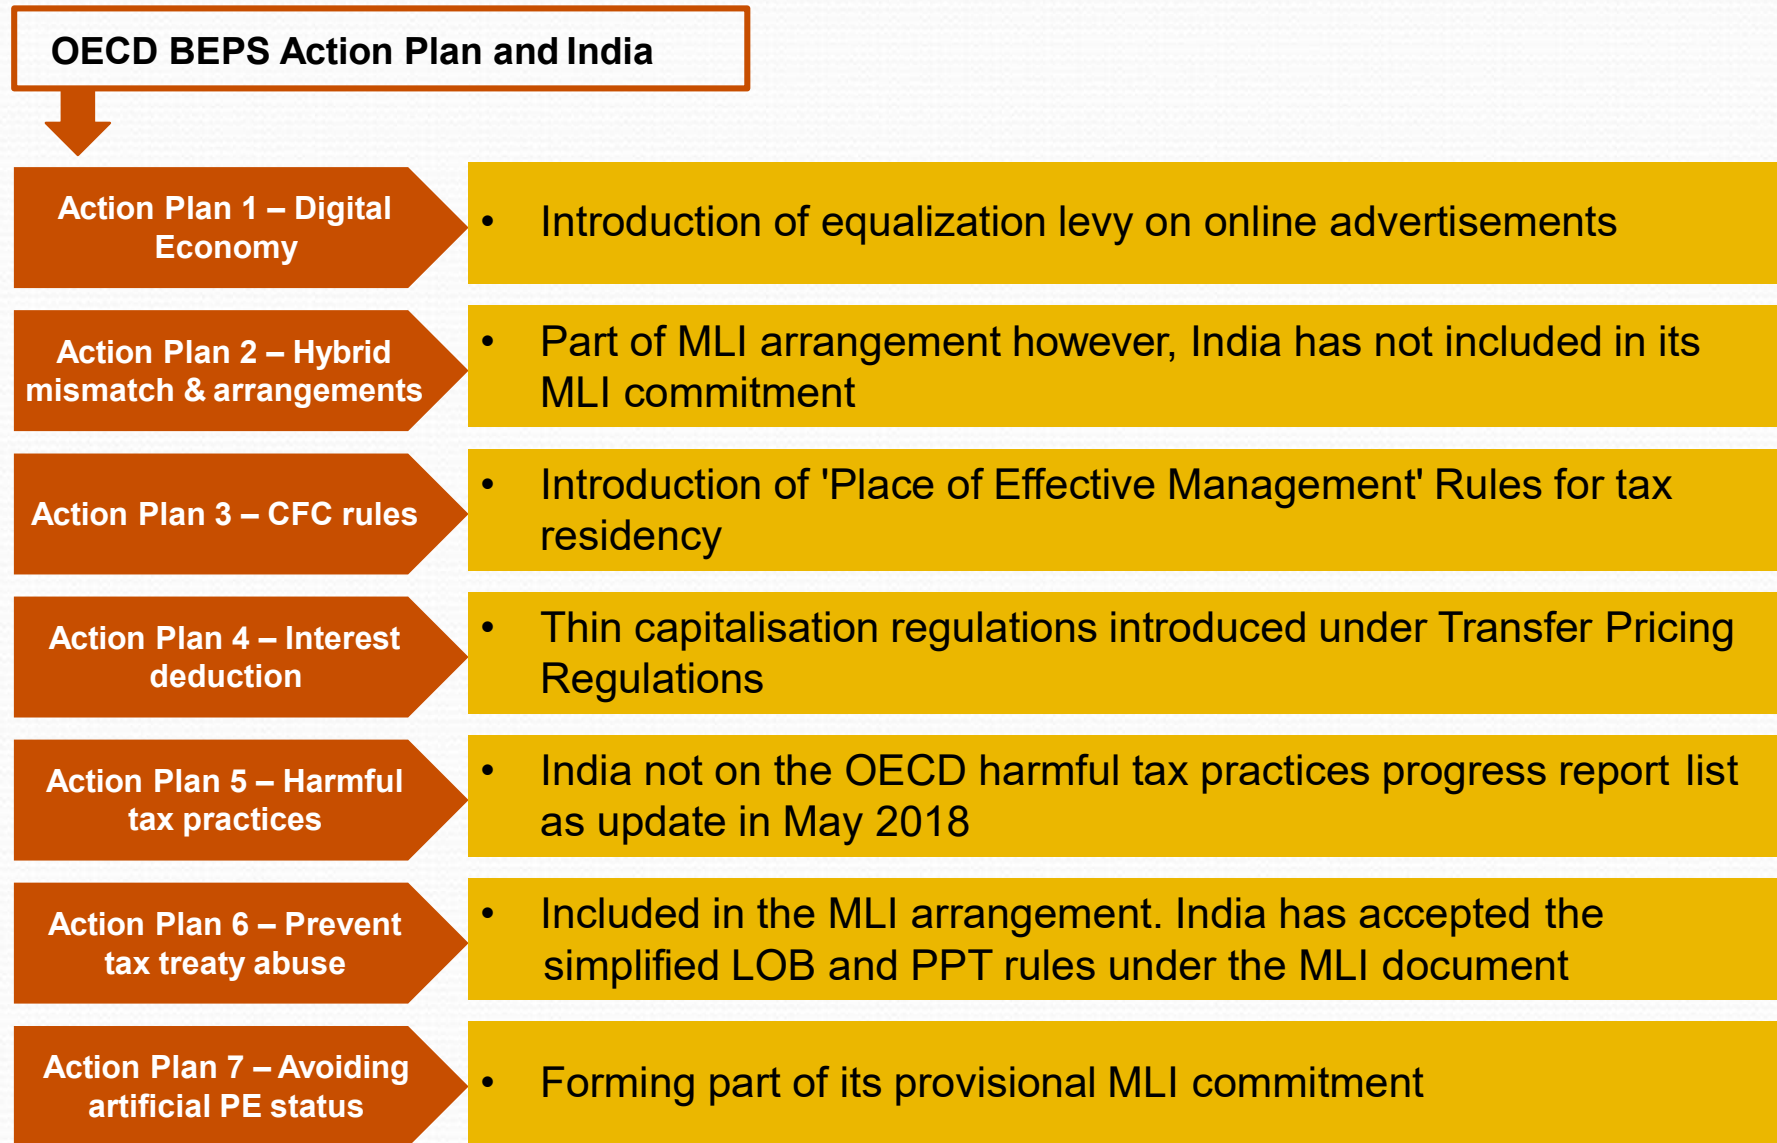 OECD BEPS Action Plan and India
Action Plan 1 – Digital
Economy
• Introduction of equalization levy on online advertisements
Action Plan 2 – Hybrid
mismatch & arrangements
• Part of MLI arrangement however, India has not included in its
MLI commitment
Action Plan 3 – CFC rules
• Introduction of 'Place of Effective Management' Rules for tax
residency
Action Plan 4 – Interest
deduction
• Thin capitalisation regulations introduced under Transfer Pricing
Regulations
Action Plan 5 – Harmful
tax practices
• India not on the OECD harmful tax practices progress report list
as update in May 2018
Action Plan 6 – Prevent
tax treaty abuse
• Included in the MLI arrangement. India has accepted the
simplified LOB and PPT rules under the MLI document
Action Plan 7 – Avoiding
artificial PE status
• Forming part of its provisional MLI commitment